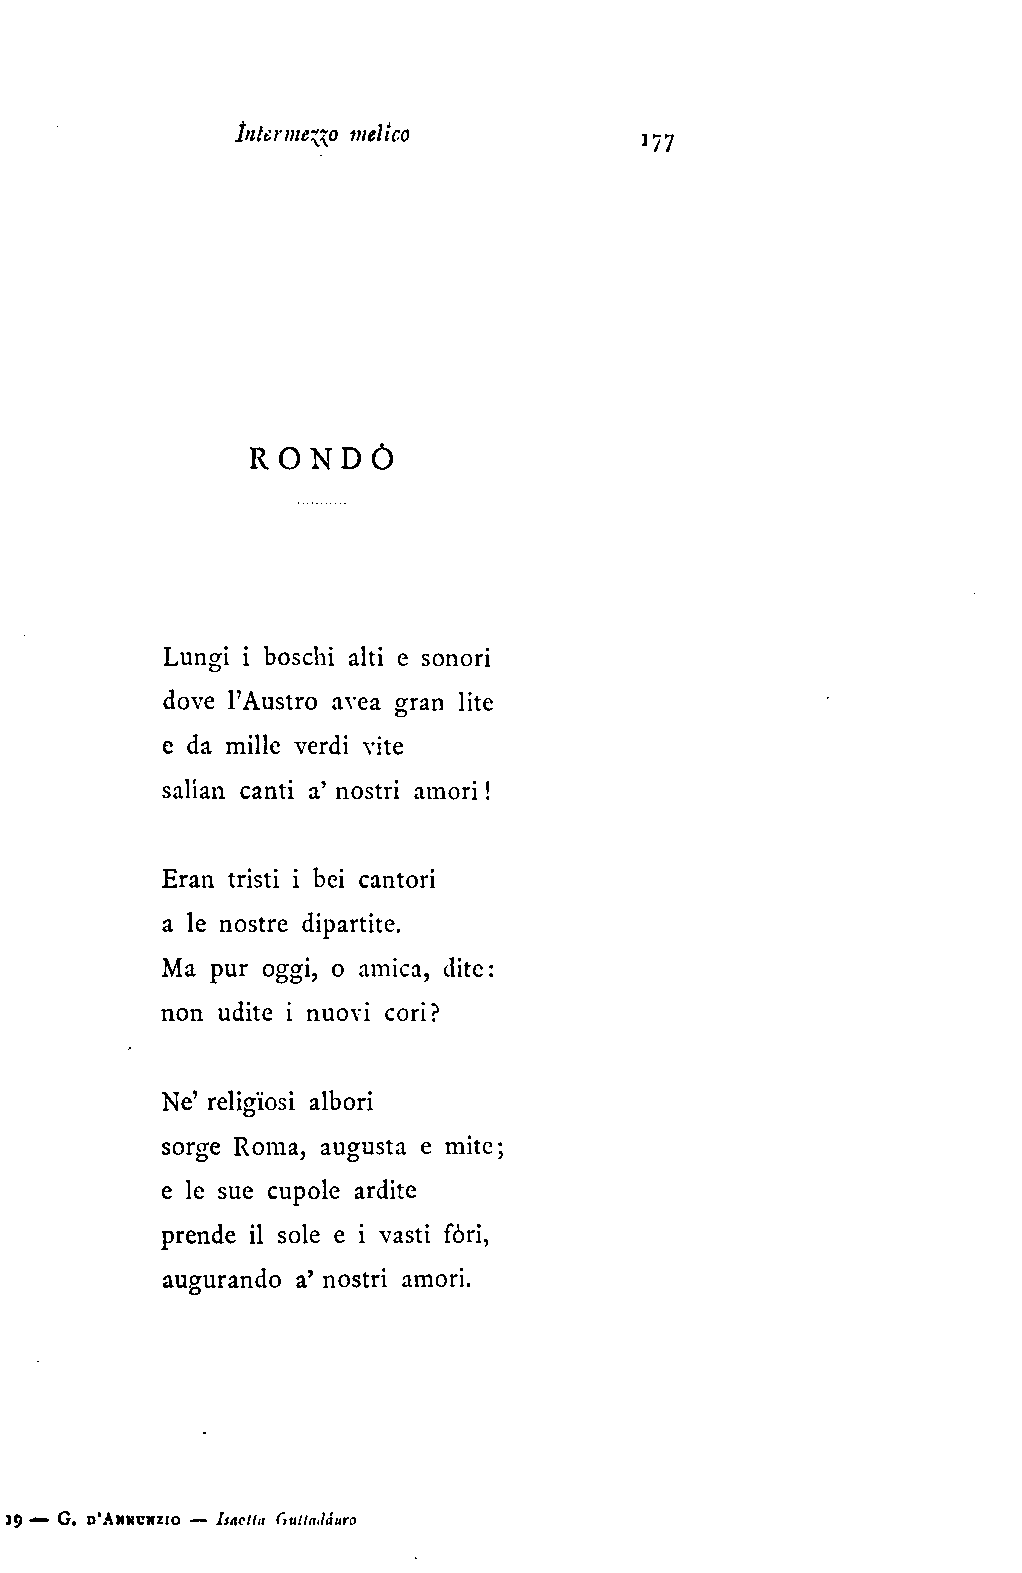 Intermezzo melico 177
RONDÒ
Lungi i boschi alti e sonori
dove l'Austro avea gran lite
e da mille verdi vite
salían canti a' nostri amori!
Eran tristi i bei cantori
a le nostre dipartite.
Ma pur oggi, o amica, dite:
non udite i nuovi cori?
Ne' religïosi albori
sorge Roma, augusta e mite;
e le sue cupole ardite
prende il sole e i vasti fòri,
augurando a' nostri amori.
19 — G. D'ANNUNZIO — Isaotta Guttadáuro